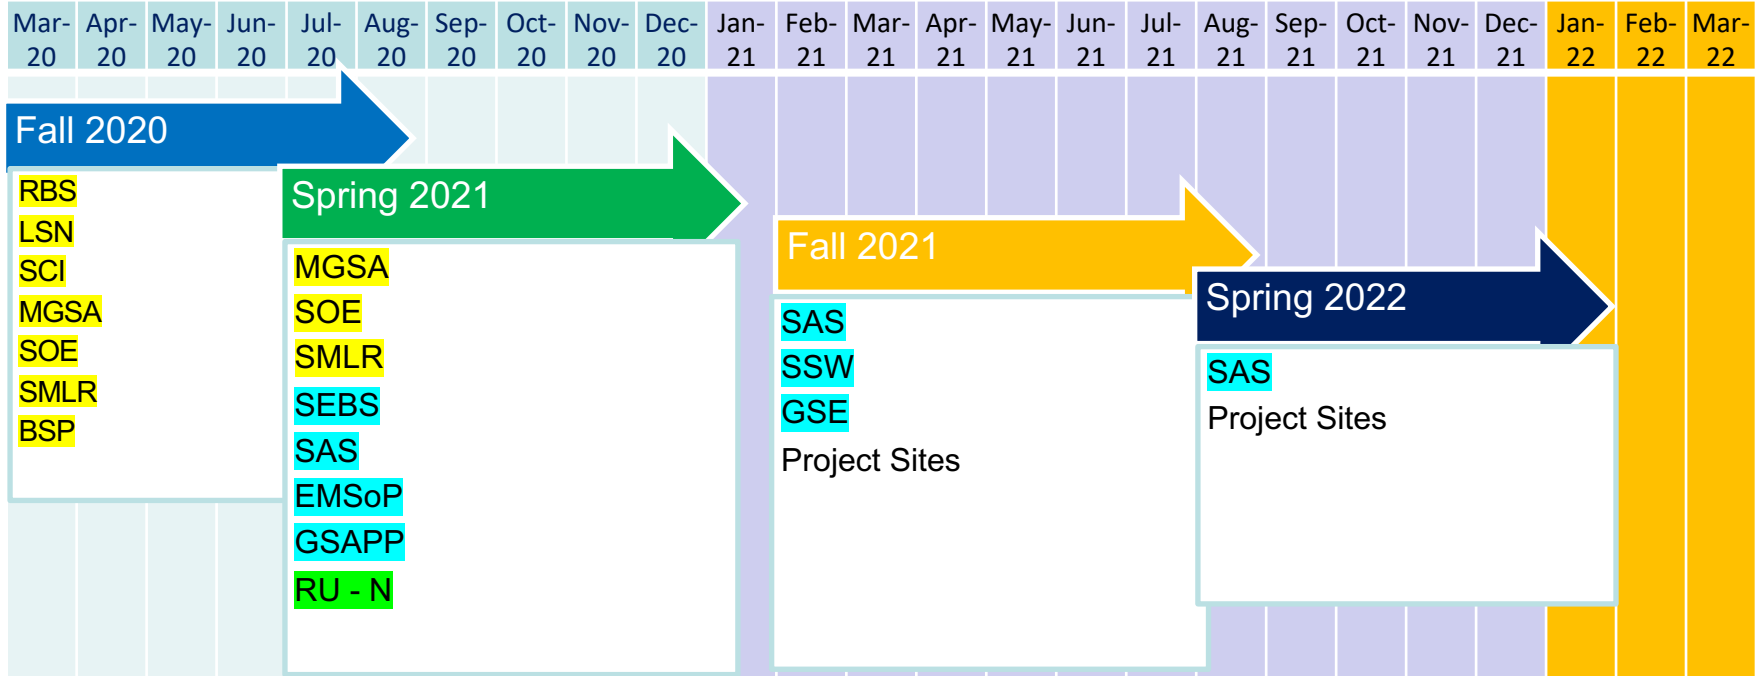 Mar-20 Apr-20 May-20 Jun-20 Jul-20 Aug-20 Sep-20 Oct-20 Nov-20 Dec-20 Jan-21 Feb-21 Mar-21 Apr-21 May-21 Jun-21 Jul-21 Aug-21 Sep-21 Oct-21 Nov-21 Dec-21 Jan-22 Feb-22 Mar-22
Fall 2020
RBS
LSN
SCI
MGSA
SOE
SMLR
BSP
Spring 2021
MGSA
SOE
SMLR
SEBS
SAS
EMSoP
GSAPP
RU - N
Fall 2021
SAS
SSW
GSE
Project Sites
Spring 2022
SAS
Project Sites